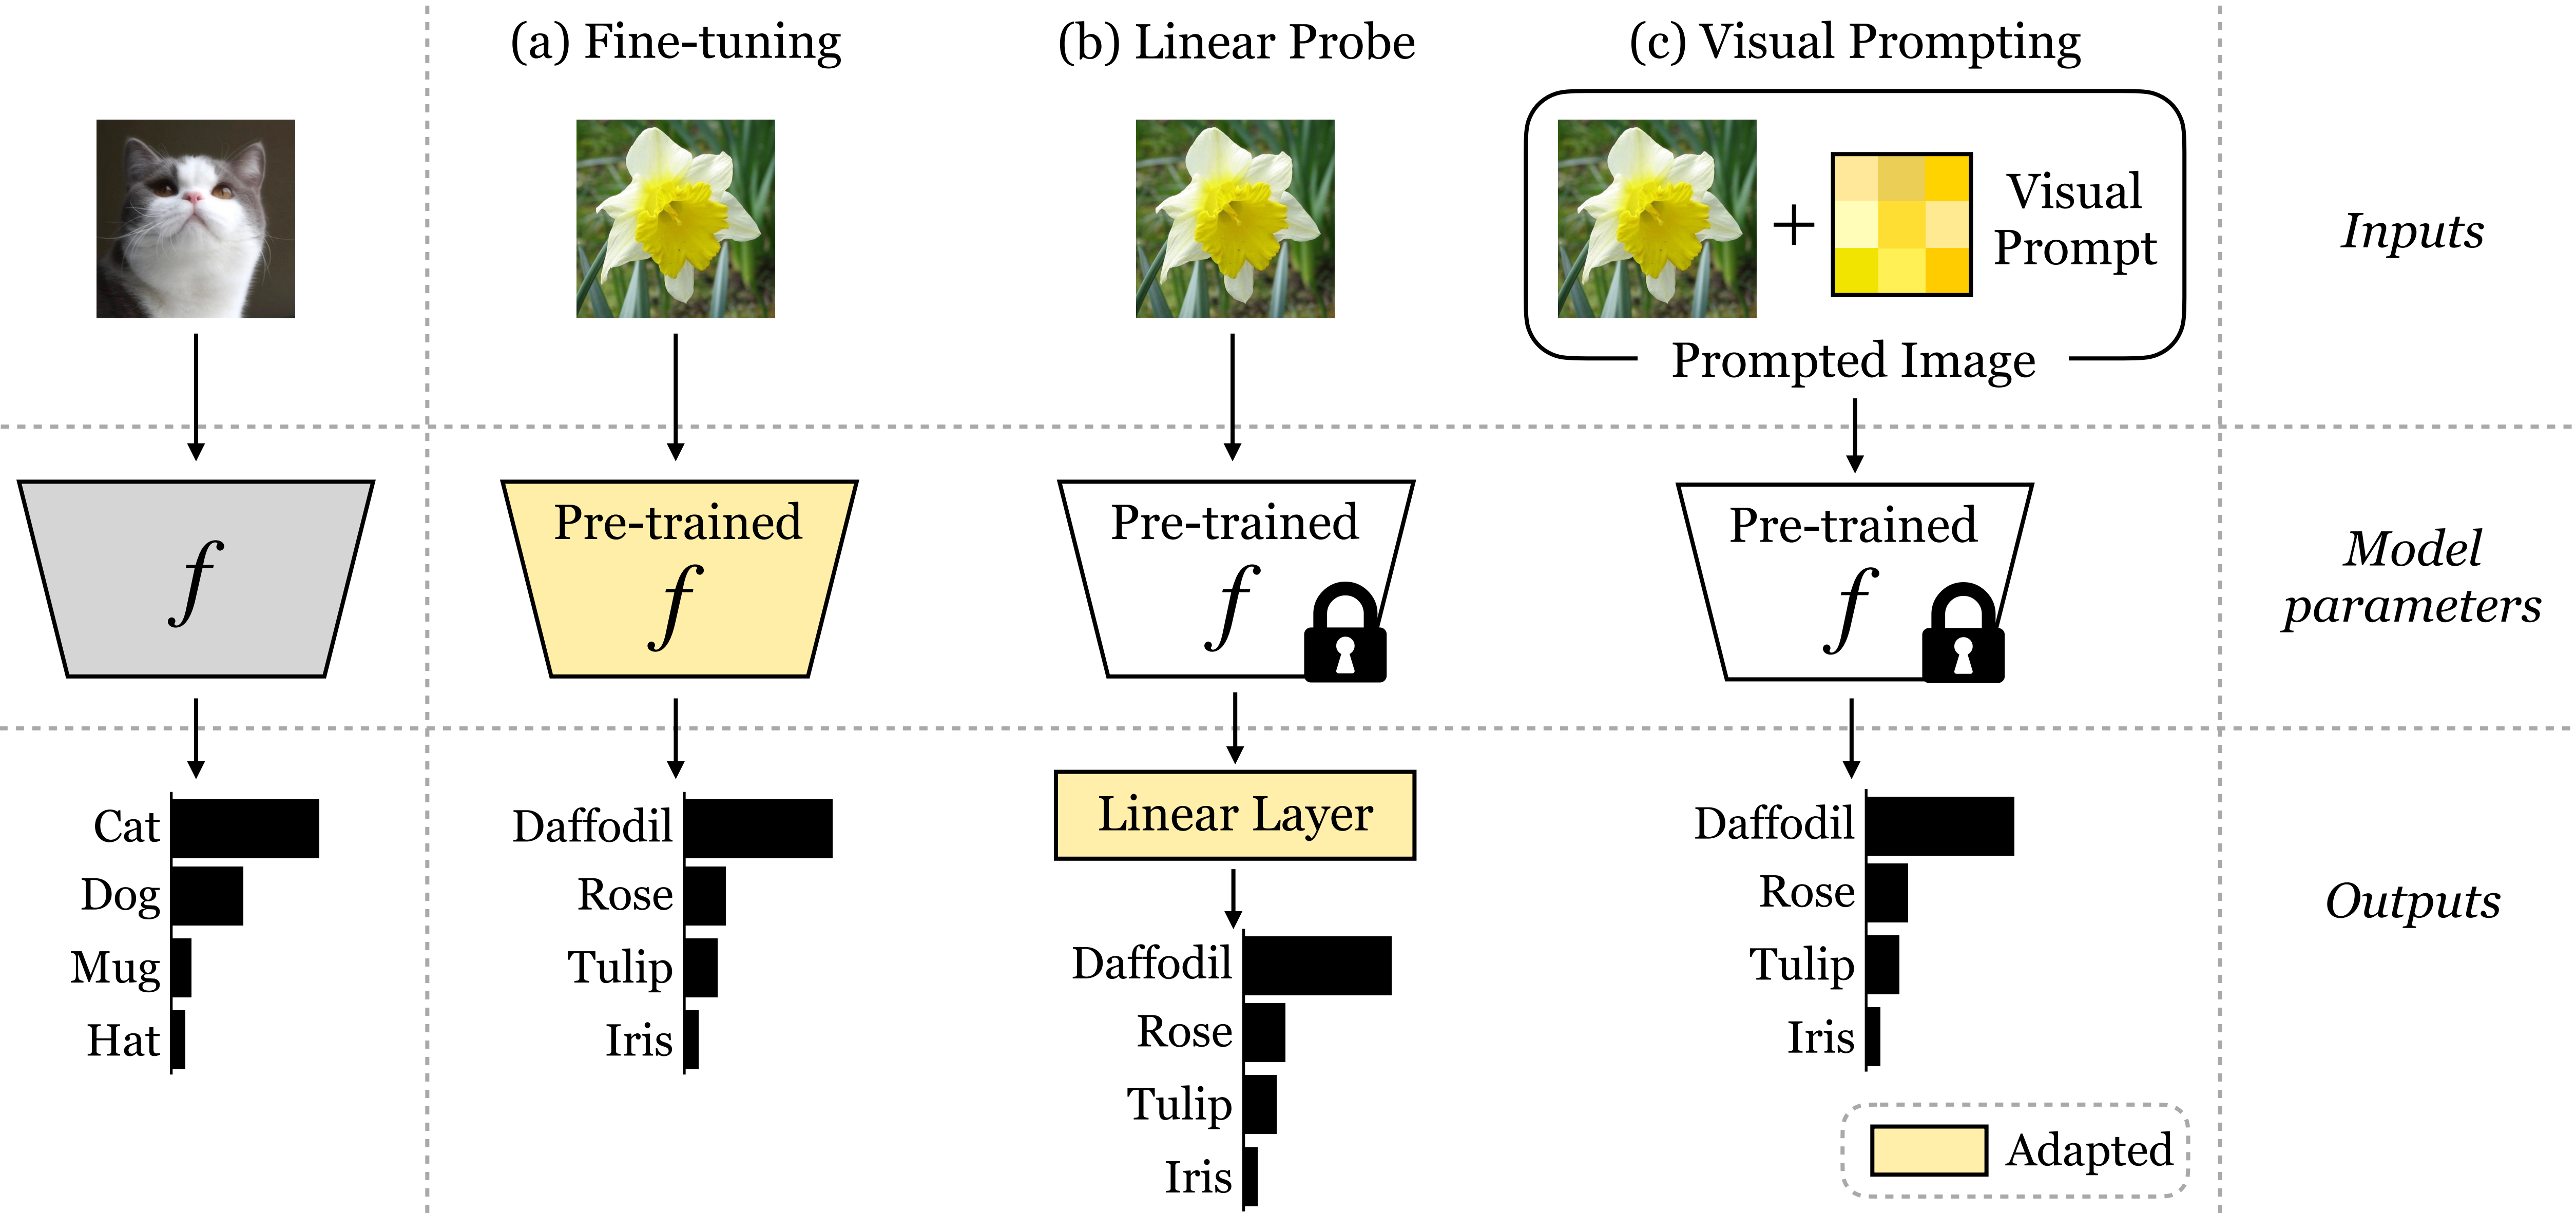 (a) Fine-tuning
(b) Linear Probe
(c) Visual Prompting
+
Visual
Prompt
Prompted Image
Inputs
f
Pre-trained
f
Pre-trained
f
Pre-trained
f
Model
parameters
Cat
Dog
Mug
Hat
Daffodil
Rose
Tulip
Iris
Linear Layer
Daffodil
Rose
Tulip
Iris
Daffodil
Rose
Tulip
Iris
Outputs
Adapted